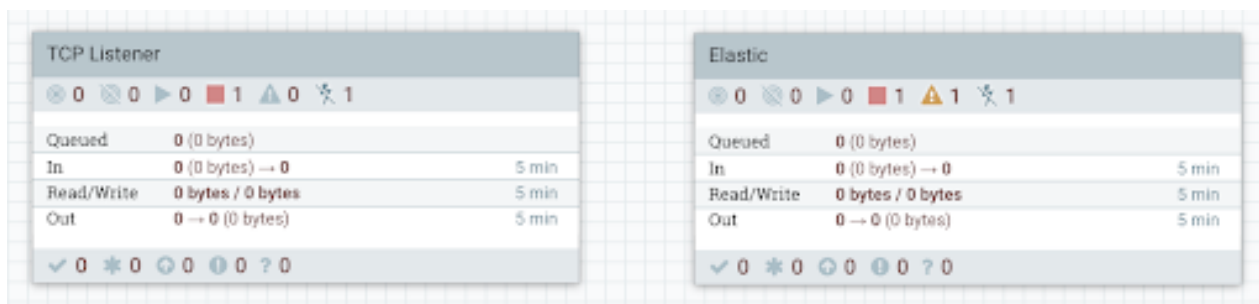 TCP Listener
0 0 0 1 0 1
Queued 0 (0 bytes)
In 0 (0 bytes) → 0 5 min
Read/Write 0 bytes / 0 bytes 5 min
Out 0 → 0 (0 bytes) 5 min
0 0 0 0 ? 0
Elastic
0 0 0 1 1 1
Queued 0 (0 bytes)
In 0 (0 bytes) → 0 5 min
Read/Write 0 bytes / 0 bytes 5 min
Out 0 → 0 (0 bytes) 5 min
0 0 0 0 ? 0